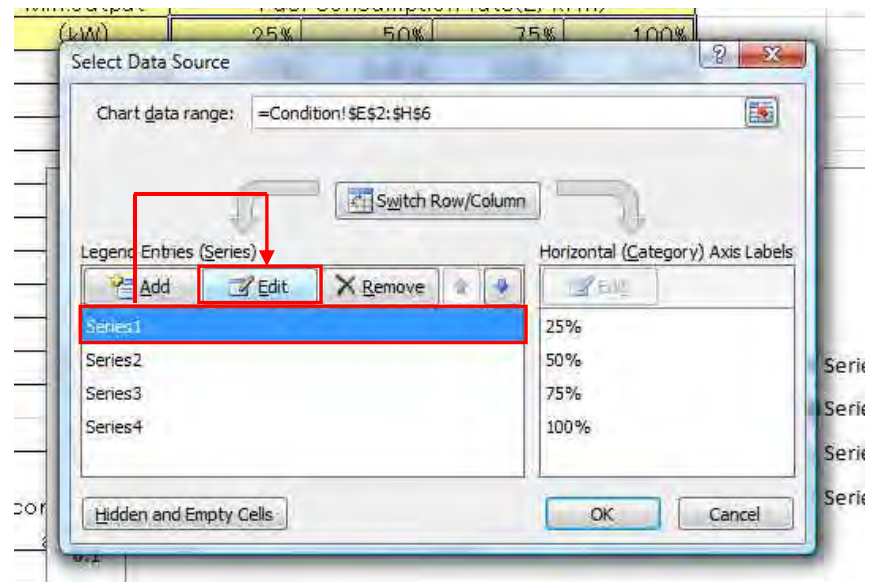 (kW) 25% 50% 75% 100%
Select Data Source
Chart data range: =Condition!$E$2:$H$6
Switch Row/Column
Legend Entries (Series) Horizontal (Category) Axis Labels
Add Edit Remove Edit
Series1 25%
Series2 50%
Series3 75%
Series4 100%
Hidden and Empty Cells OK Cancel